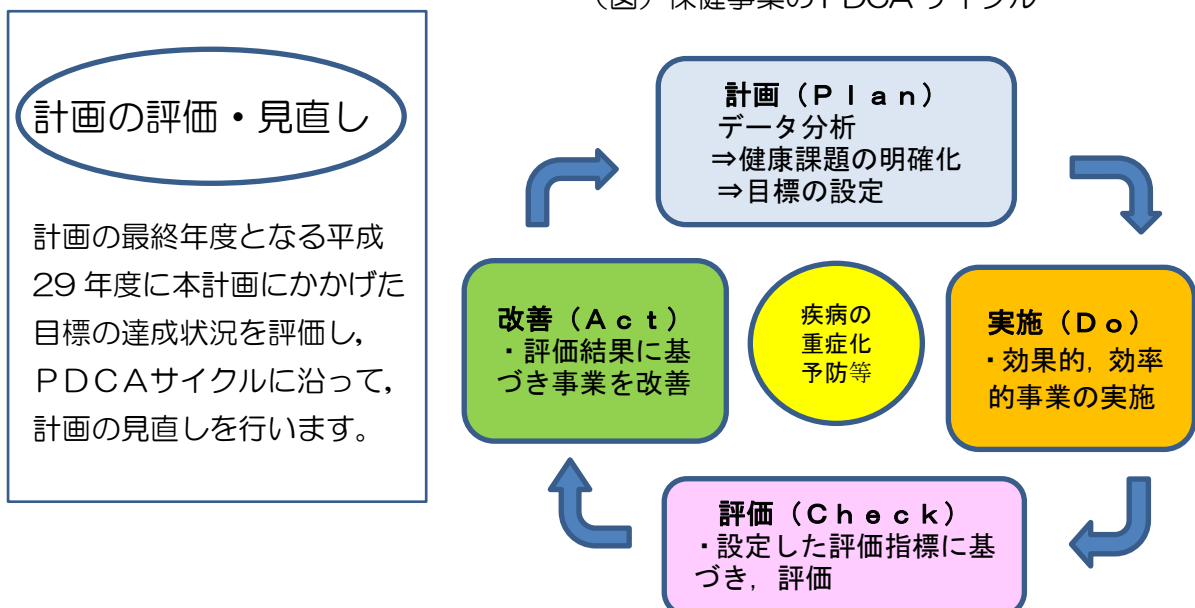 （図）保健事業のPDCAサイクル
計画の評価・見直し
計画の最終年度となる平成
29年度に本計画にかかげた
目標の達成状況を評価し，
ＰＤＣＡサイクルに沿って，
計画の見直しを行います。
計画（Ｐｌａｎ）
データ分析
⇒健康課題の明確化
⇒目標の設定
改善（Ａｃｔ）
・評価結果に基
づき事業を改善
疾病の
重症化
予防等
実施（Ｄｏ）
・効果的，効率
的事業の実施
評価（Ｃｈｅｃｋ）
・設定した評価指標に基
づき，評価